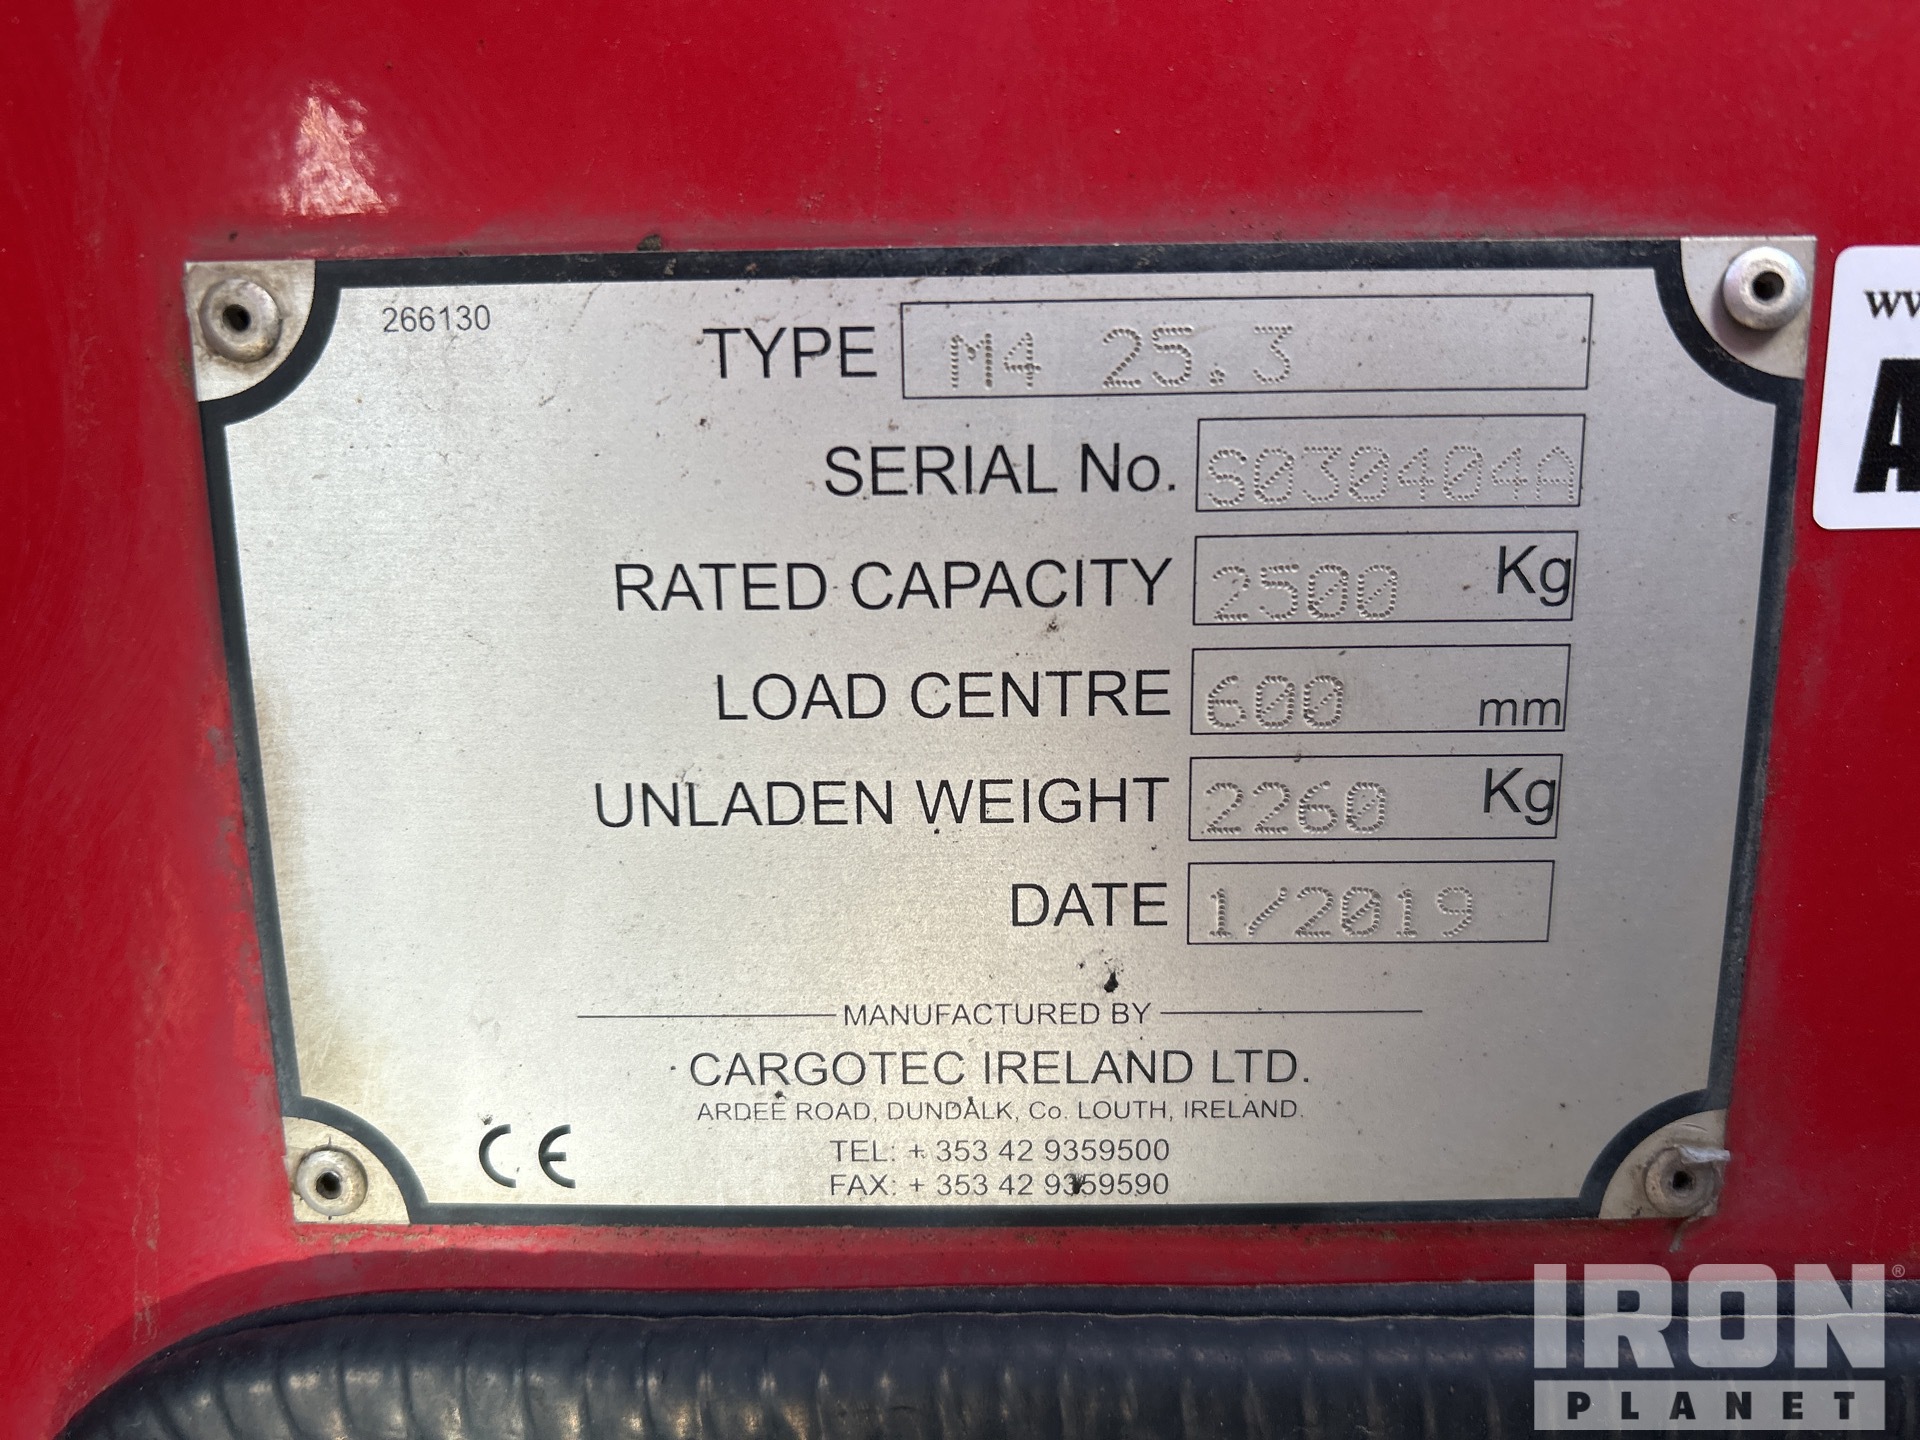 266130
TYPE M4 25.3
SERIAL No. S030404A
RATED CAPACITY 2500 Kg
LOAD CENTRE 600 mm
UNLADEN WEIGHT 2260 Kg
DATE 1/2019
MANUFACTURED BY
CARGOTEC IRELAND LTD.
ARDEE ROAD, DUNDALK, Co. LOUTH, IRELAND.
TEL: + 353 42 9359500
FAX: + 353 42 9359590
CE
ww
A
IRON®
PLANET